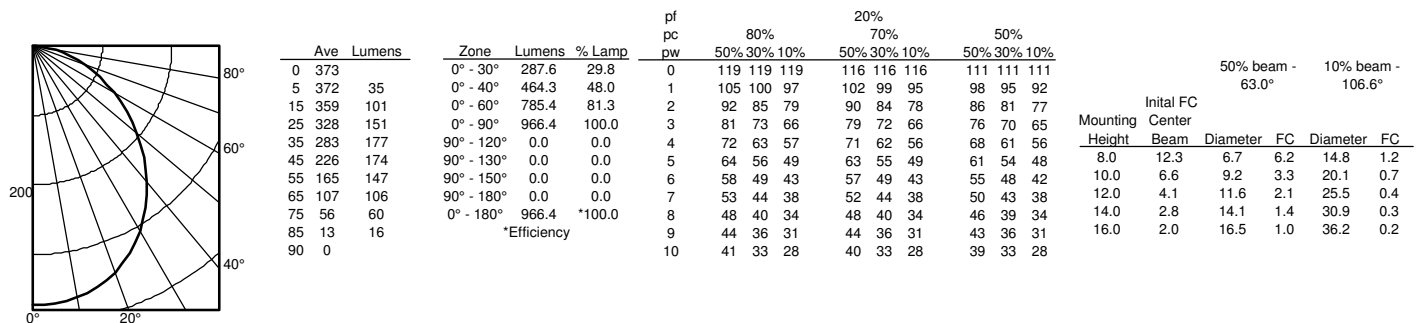 80°
60°
200
40°
0° 20°
Ave Lumens
0 373
5 372 35
15 359 101
25 328 151
35 283 177
45 226 174
55 165 147
65 107 106
75 56 60
85 13 16
90 0
Zone Lumens % Lamp
0° - 30° 287.6 29.8
0° - 40° 464.3 48.0
0° - 60° 785.4 81.3
0° - 90° 966.4 100.0
90° - 120° 0.0 0.0
90° - 130° 0.0 0.0
90° - 150° 0.0 0.0
90° - 180° 0.0 0.0
0° - 180° 966.4 *100.0
*Efficiency
pf 20%
pc 80% 70% 50%
pw 50% 30% 10% 50% 30% 10% 50% 30% 10%
0 119 119 119 116 116 116 111 111 111
1 105 100 97 102 99 95 98 95 92
2 92 85 79 90 84 78 86 81 77
3 81 73 66 79 72 66 76 70 65
4 72 63 57 71 62 56 68 61 56
5 64 56 49 63 55 49 61 54 48
6 58 49 43 57 49 43 55 48 42
7 53 44 38 52 44 38 50 43 38
8 48 40 34 48 40 34 46 39 34
9 44 36 31 44 36 31 43 36 31
10 41 33 28 40 33 28 39 33 28
50% beam - 10% beam -
63.0° 106.6°
Inital FC
Mounting Center
Height Beam Diameter FC Diameter FC
8.0 12.3 6.7 6.2 14.8 1.2
10.0 6.6 9.2 3.3 20.1 0.7
12.0 4.1 11.6 2.1 25.5 0.4
14.0 2.8 14.1 1.4 30.9 0.3
16.0 2.0 16.5 1.0 36.2 0.2